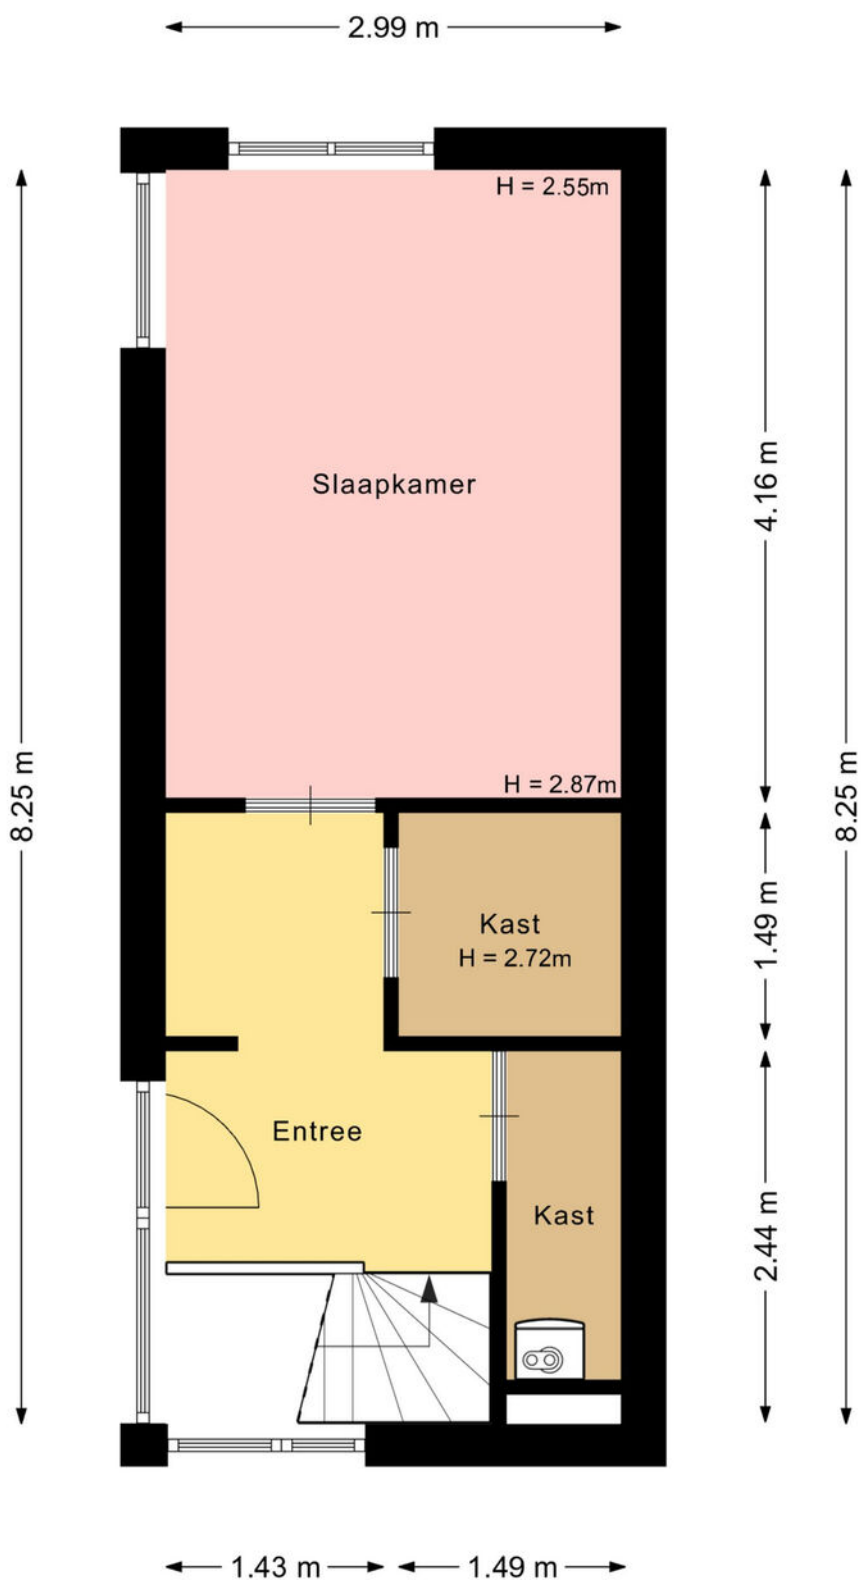 2.99 m
H = 2.55m
Slaapkamer
4.16 m
8.25 m
8.25 m
H = 2.87m
Kast
H = 2.72m
1.49 m
Entree
Kast
2.44 m
1.43 m
1.49 m